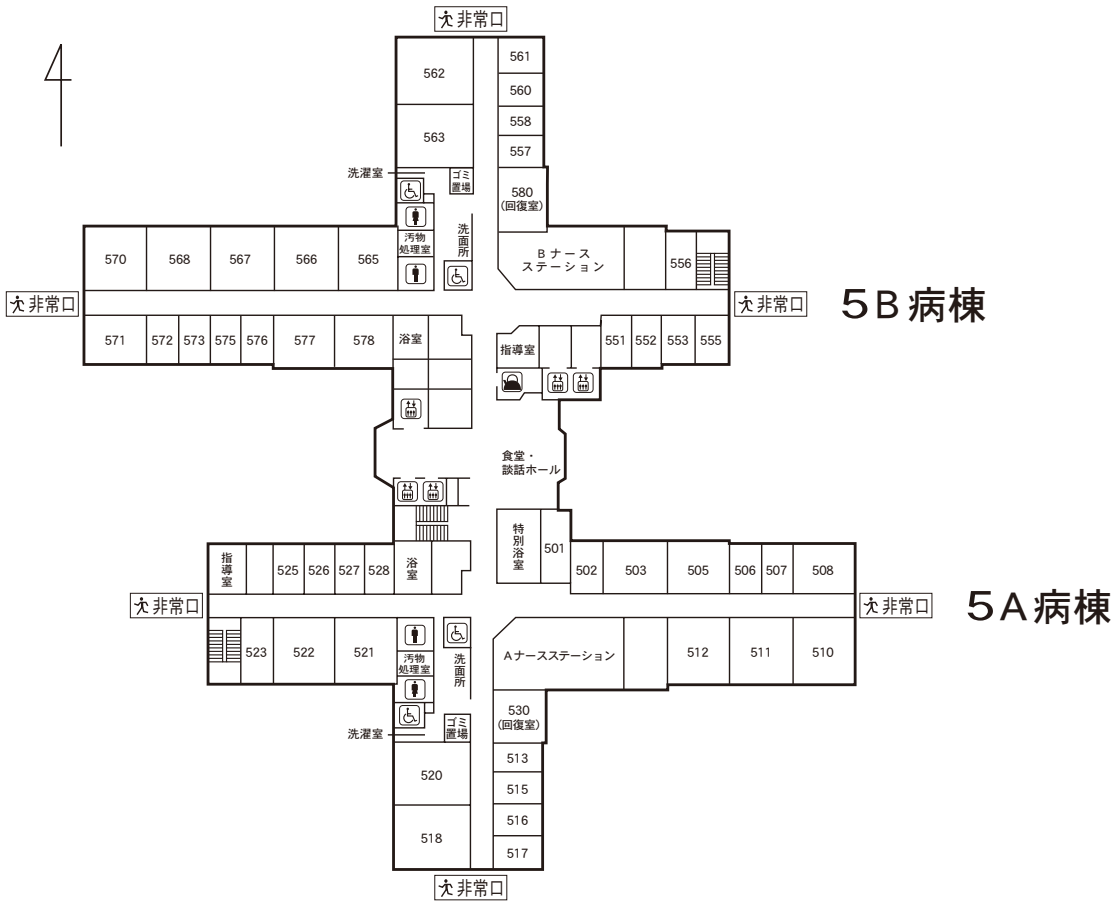 非常口
562
561
560
563
558
557
洗濯室
ゴミ
置場
580
(回復室)
汚物
処理室
洗面所
Bナース
ステーション
570
568
567
566
565
556
非常口
非常口
5B病棟
571
572
573
575
576
577
578
浴室
指導室
551
552
553
555
食堂・
談話ホール
特別浴室
501
指導室
525
526
527
528
浴室
502
503
505
506
507
508
非常口
非常口
5A病棟
523
522
521
汚物
処理室
洗面所
Aナースステーション
512
511
510
530
(回復室)
洗濯室
ゴミ
置場
513
520
515
516
518
517
非常口